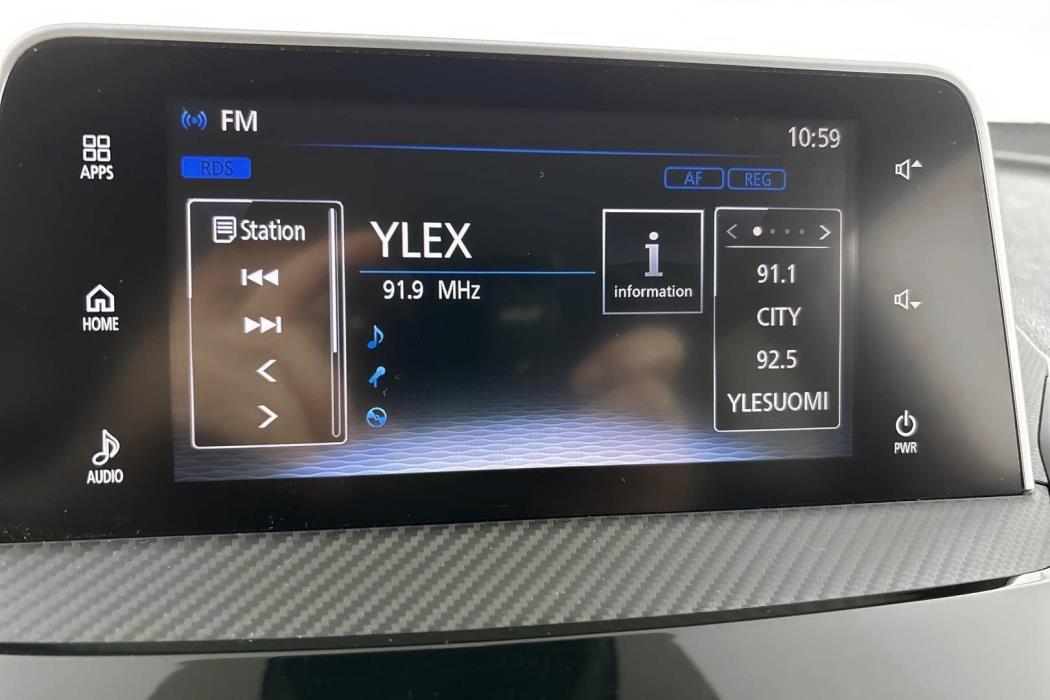 FM
10:59
RDS
AF
REG
APPS
HOME
AUDIO
Station
YLEX
91.9 MHz
i
information
91.1
CITY
92.5
YLESUOMI
PWR